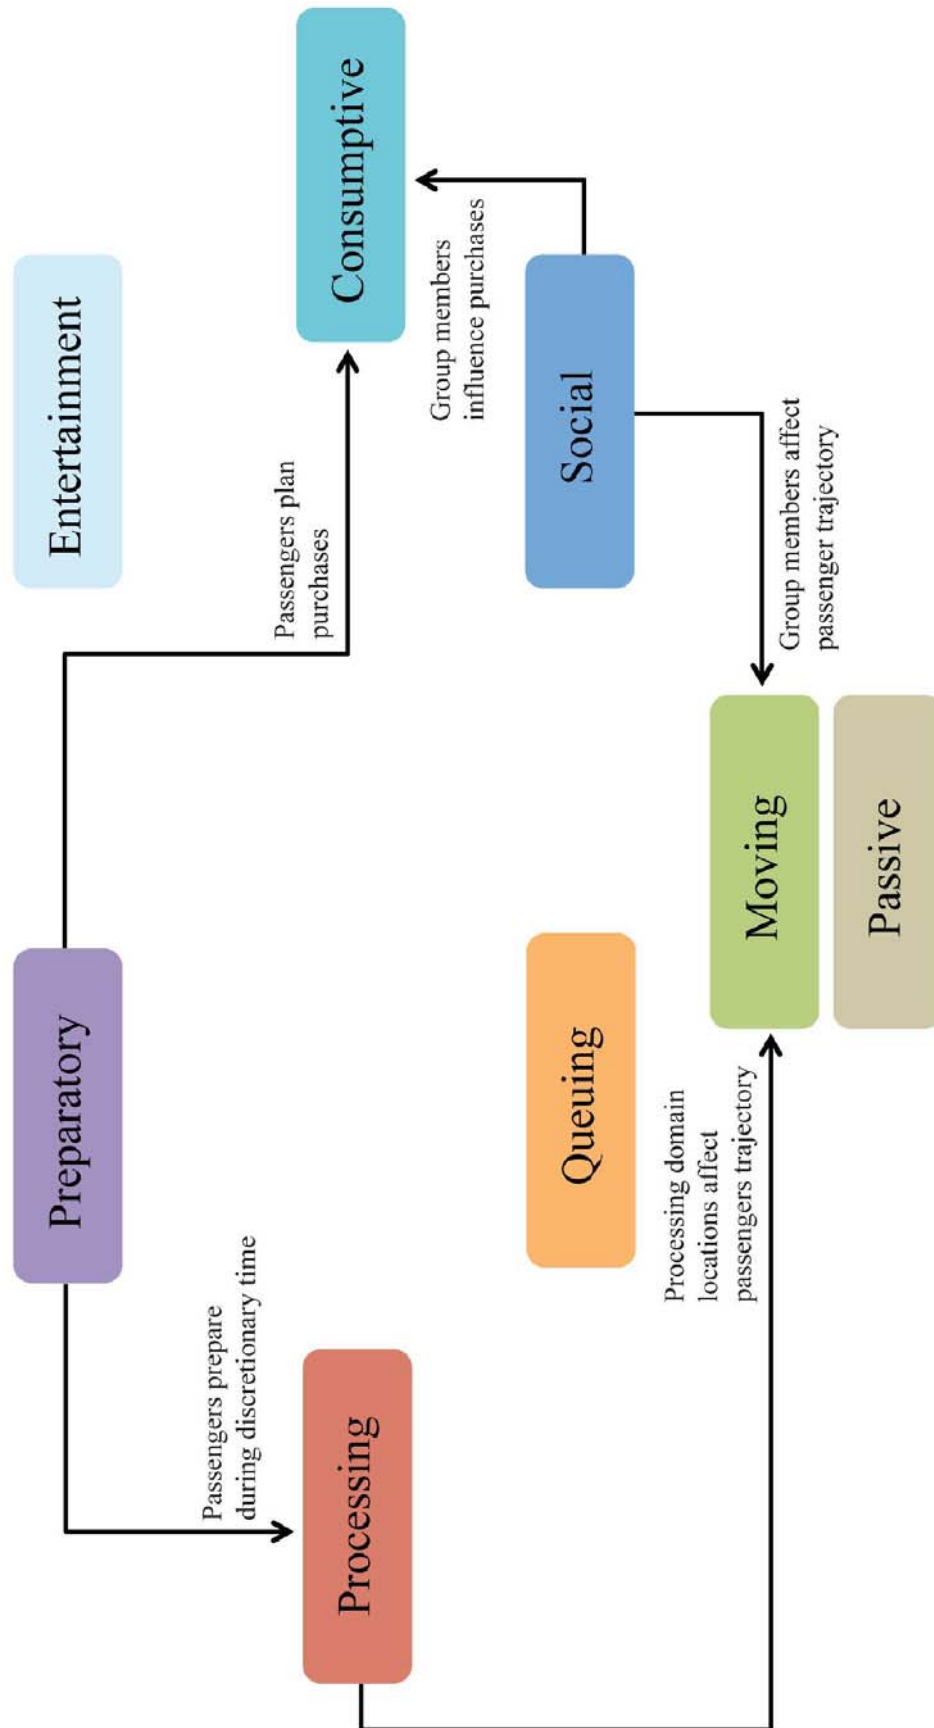 Preparatory
Entertainment
Passengers prepare
during discretionary time
Passengers plan
purchases
Processing
Consumptive
Group members
influence purchases
Queuing
Social
Processing domain
locations affect
passengers trajectory
Moving
Group members affect
passenger trajectory
Passive